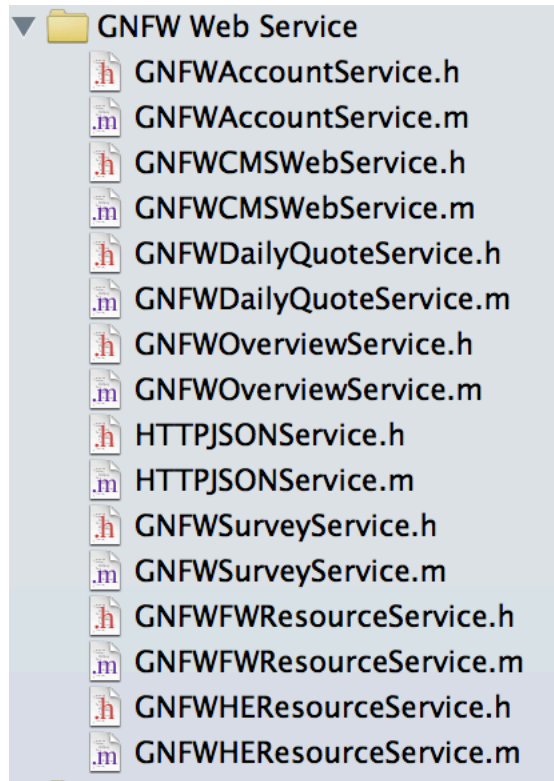 GNFW Web Service
.h GNFWAccountService.h
.m GNFWAccountService.m
.h GNFWCMSWebService.h
.m GNFWCMSWebService.m
.h GNFWDailyQuoteService.h
.m GNFWDailyQuoteService.m
.h GNFWOverviewService.h
.m GNFWOverviewService.m
.h HTTPJSONService.h
.m HTTPJSONService.m
.h GNFWSurveyService.h
.m GNFWSurveyService.m
.h GNFWFWResourceService.h
.m GNFWFWResourceService.m
.h GNFWHEResourceService.h
.m GNFWHEResourceService.m